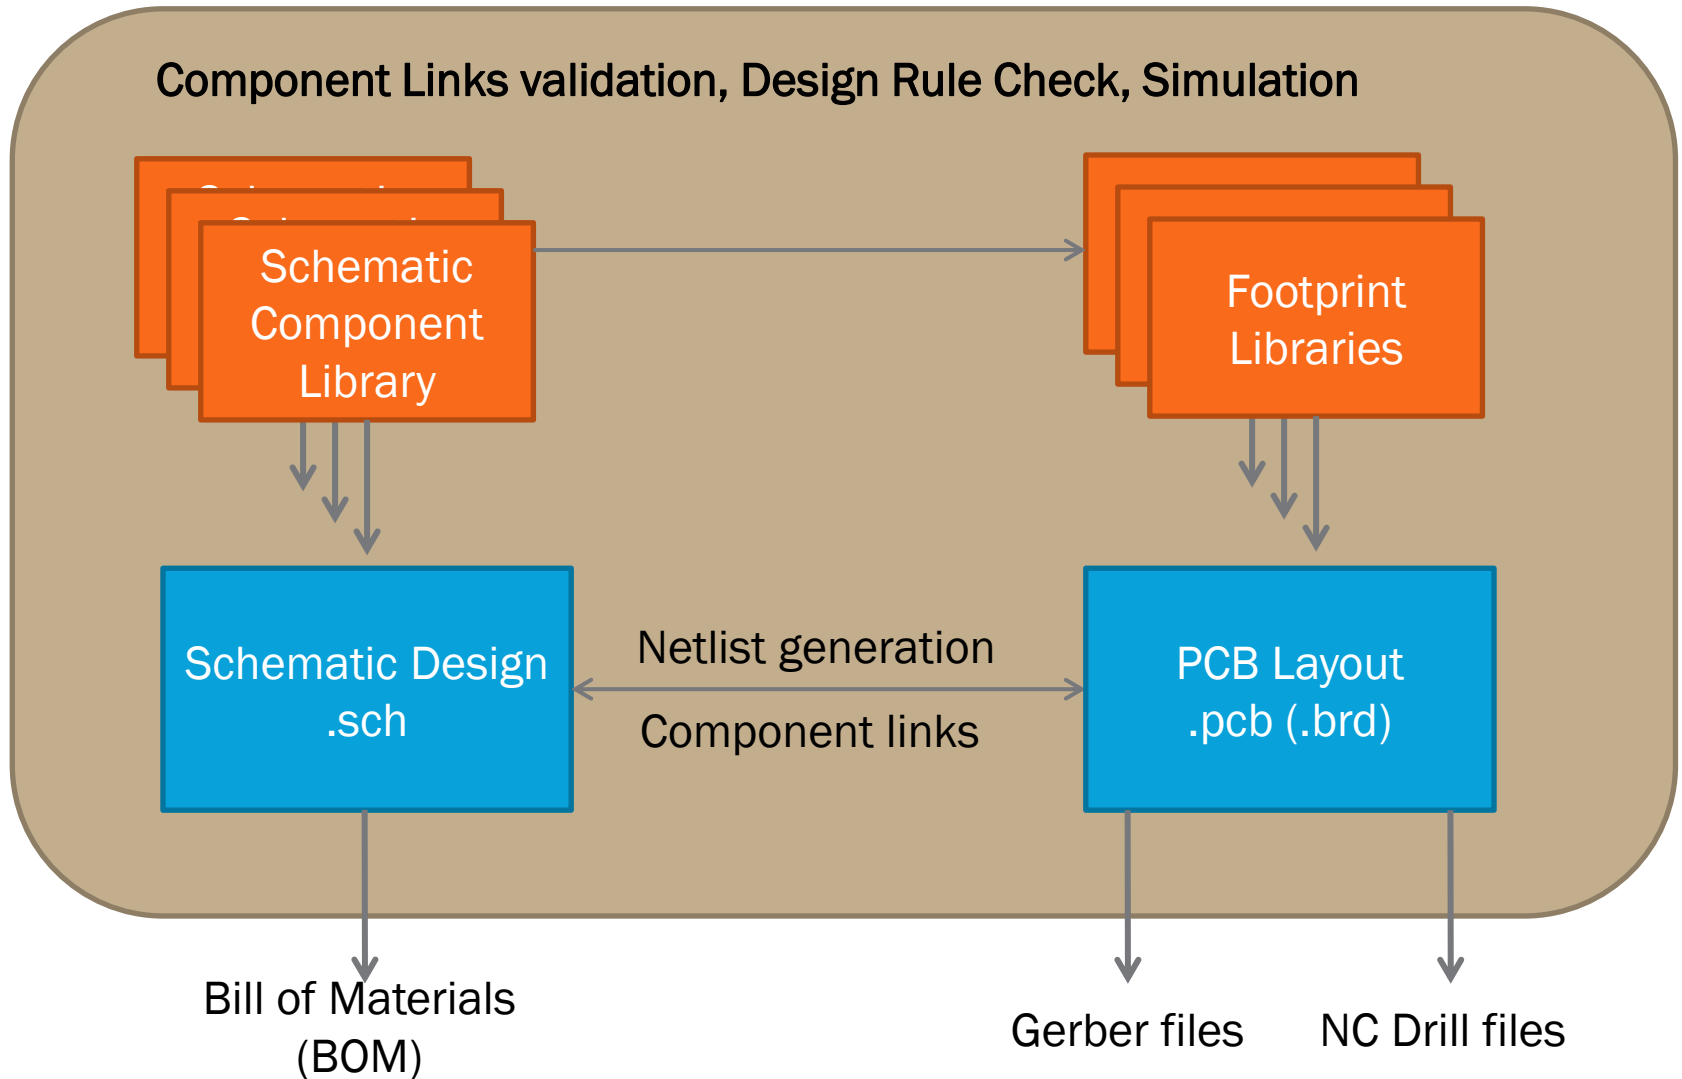 Component Links validation, Design Rule Check, Simulation
Schematic
Component
Library
Footprint
Libraries
Schematic Design
.sch
Netlist generation
Component links
PCB Layout
.pcb (.brd)
Bill of Materials
(BOM)
Gerber files
NC Drill files